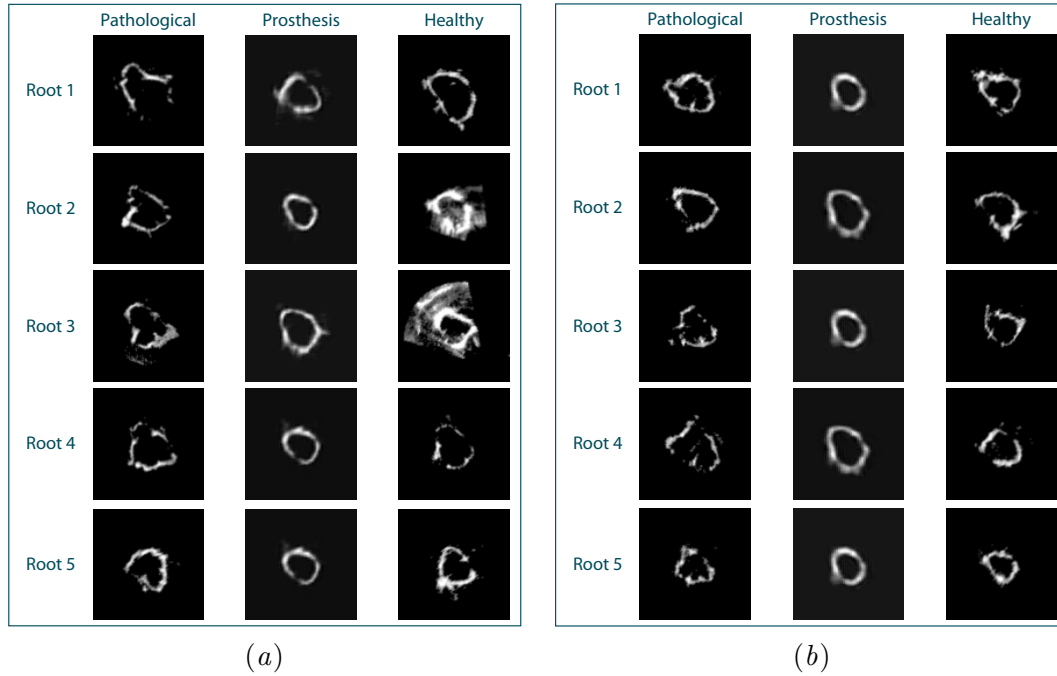 Pathological Prosthesis Healthy
Root 1
Root 2
Root 3
Root 4
Root 5
(a)
Pathological Prosthesis Healthy
Root 1
Root 2
Root 3
Root 4
Root 5
(b)